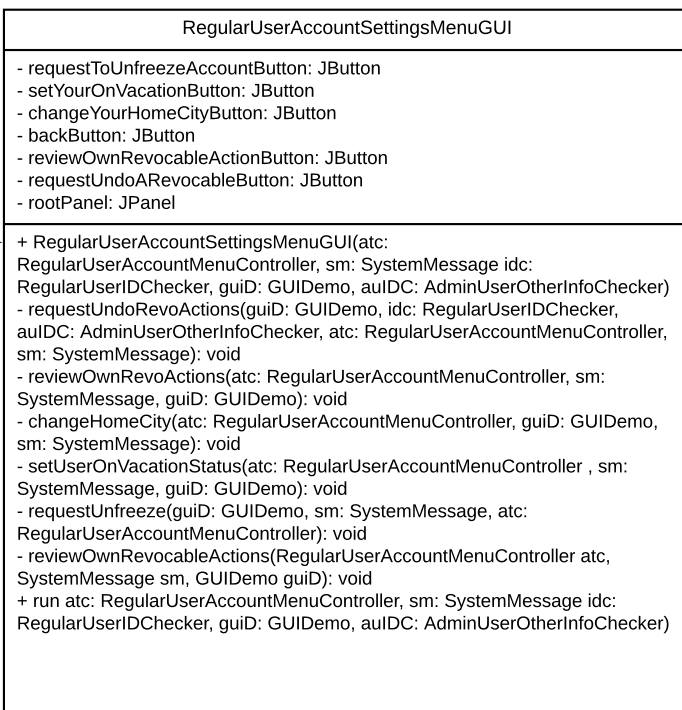 RegularUserAccountSettingsMenuGUI
- requestToUnfreezeAccountButton: JButton
- setYourOnVacationButton: JButton
- changeYourHomeCityButton: JButton
- backButton: JButton
- reviewOwnRevocableActionButton: JButton
- requestUndoARevocableButton: JButton
- rootPanel: JPanel
+ RegularUserAccountSettingsMenuGUI(atc:
RegularUserAccountMenuController, sm: SystemMessage idc:
RegularUserIDChecker, guiD: GUIDemo, auIDC: AdminUserOtherInfoChecker)
- requestUndoRevoActions(guiD: GUIDemo, idc: RegularUserIDChecker,
auIDC: AdminUserOtherInfoChecker, atc: RegularUserAccountMenuController,
sm: SystemMessage): void
- reviewOwnRevoActions(atc: RegularUserAccountMenuController, sm:
SystemMessage, guiD: GUIDemo): void
- changeHomeCity(atc: RegularUserAccountMenuController, guiD: GUIDemo,
sm: SystemMessage): void
- setUserOnVacationStatus(atc: RegularUserAccountMenuController , sm:
SystemMessage, guiD: GUIDemo): void
- requestUnfreeze(guiD: GUIDemo, sm: SystemMessage, atc:
RegularUserAccountMenuController): void
- reviewOwnRevocableActions(RegularUserAccountMenuController atc,
SystemMessage sm, GUIDemo guiD): void
+ run atc: RegularUserAccountMenuController, sm: SystemMessage idc:
RegularUserIDChecker, guiD: GUIDemo, auIDC: AdminUserOtherInfoChecker)